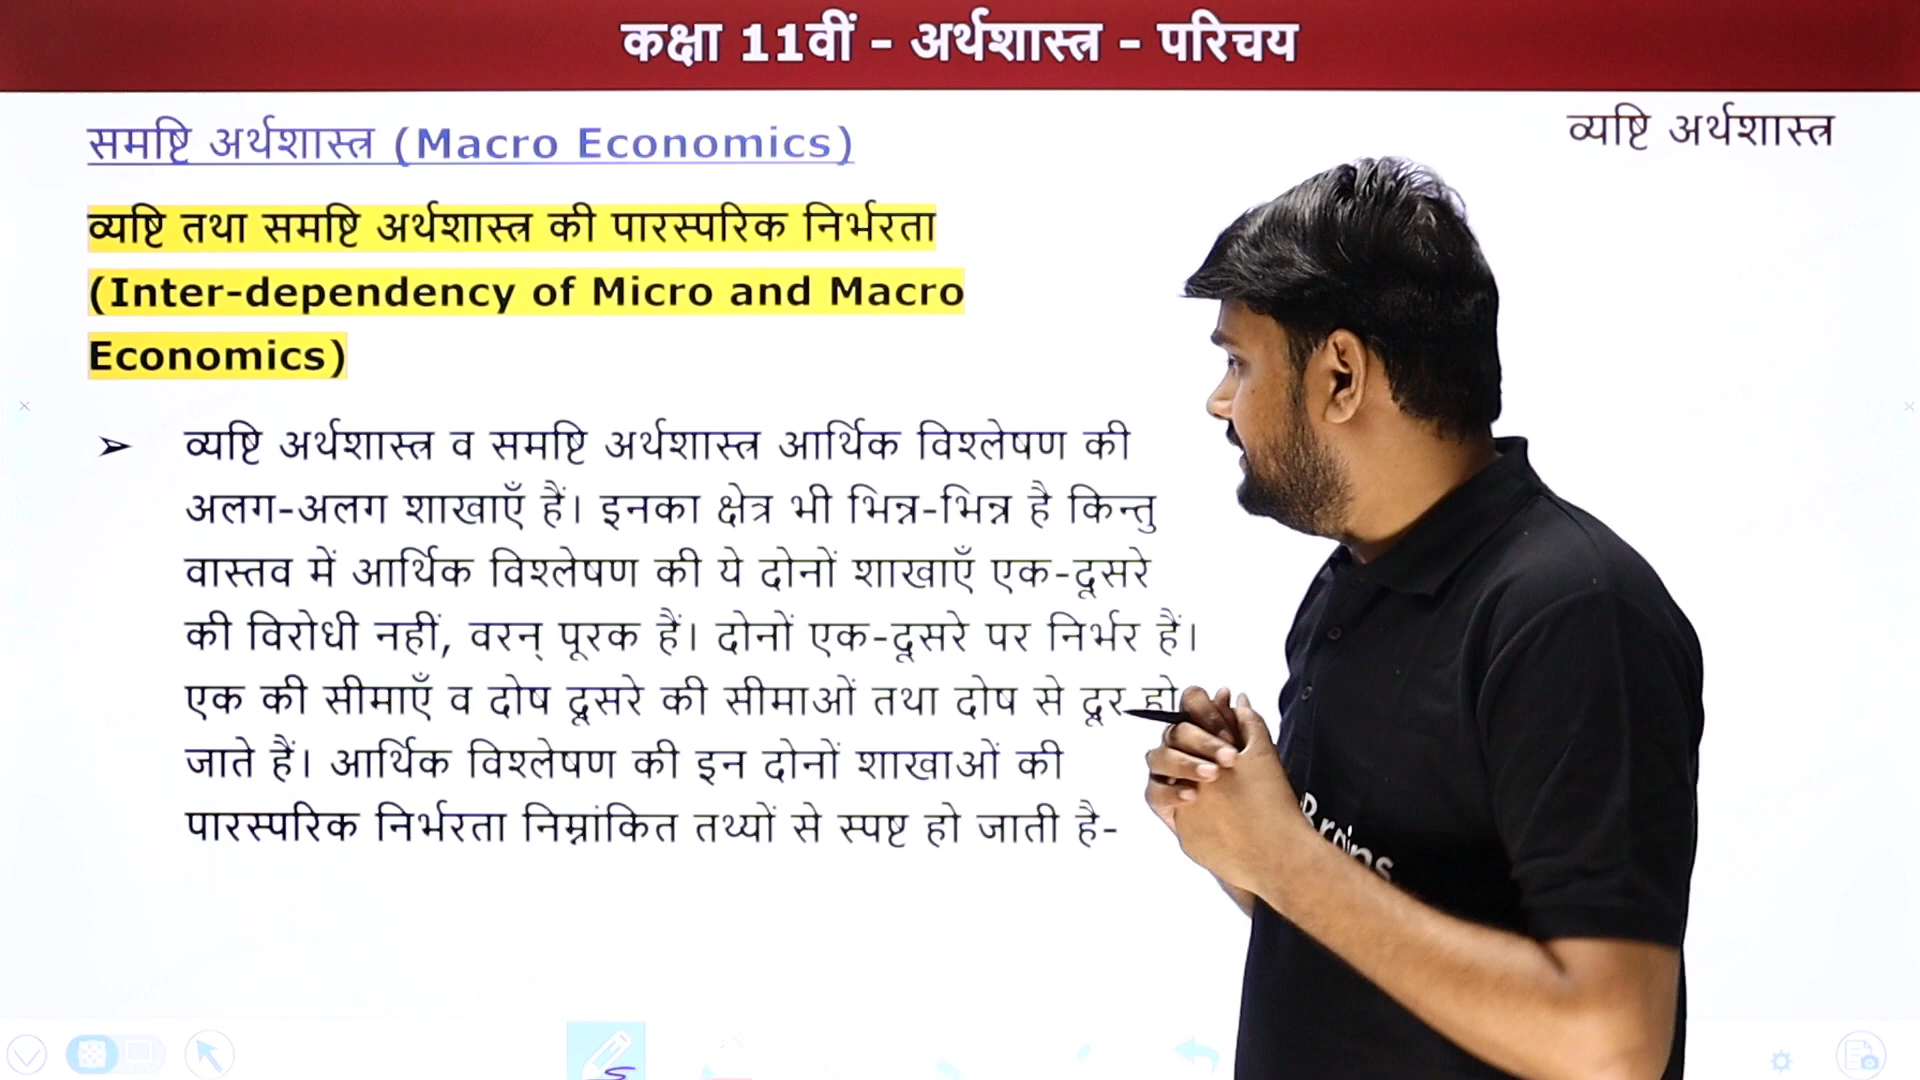 कक्षा 11वीं - अर्थशास्त्र - परिचय
व्यष्टि अर्थशास्त्र
समष्टि अर्थशास्त्र (Macro Economics)
व्यष्टि तथा समष्टि अर्थशास्त्र की पारस्परिक निर्भरता
(Inter-dependency of Micro and Macro
Economics)
➢ व्यष्टि अर्थशास्त्र व समष्टि अर्थशास्त्र आर्थिक विश्लेषण की
अलग-अलग शाखाएँ हैं। इनका क्षेत्र भी भिन्न-भिन्न है किन्तु
वास्तव में आर्थिक विश्लेषण की ये दोनों शाखाएँ एक-दूसरे
की विरोधी नहीं, वरन् पूरक हैं। दोनों एक-दूसरे पर निर्भर हैं।
एक की सीमाएँ व दोष दूसरे की सीमाओं तथा दोष से दूर हो
जाते हैं। आर्थिक विश्लेषण की इन दोनों शाखाओं की
पारस्परिक निर्भरता निम्नांकित तथ्यों से स्पष्ट हो जाती है-
Brains